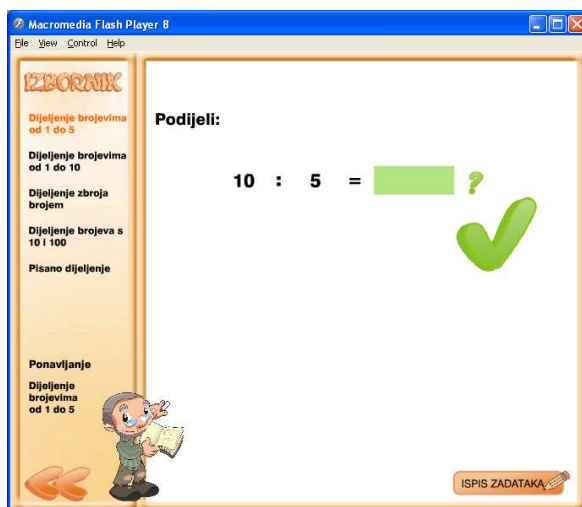 Macromedia Flash Player 8
File View Control Help
IZBORNIK
Dijeljenje brojevima
od 1 do 5
Dijeljenje brojevima
od 1 do 10
Dijeljenje zbroja
brojem
Dijeljenje brojeva s
10 i 100
Pisano dijeljenje
Ponavljanje
Dijeljenje
brojevima
od 1 do 5
Podijeli:
10 : 5 = ?
ISPIS ZADATAKA